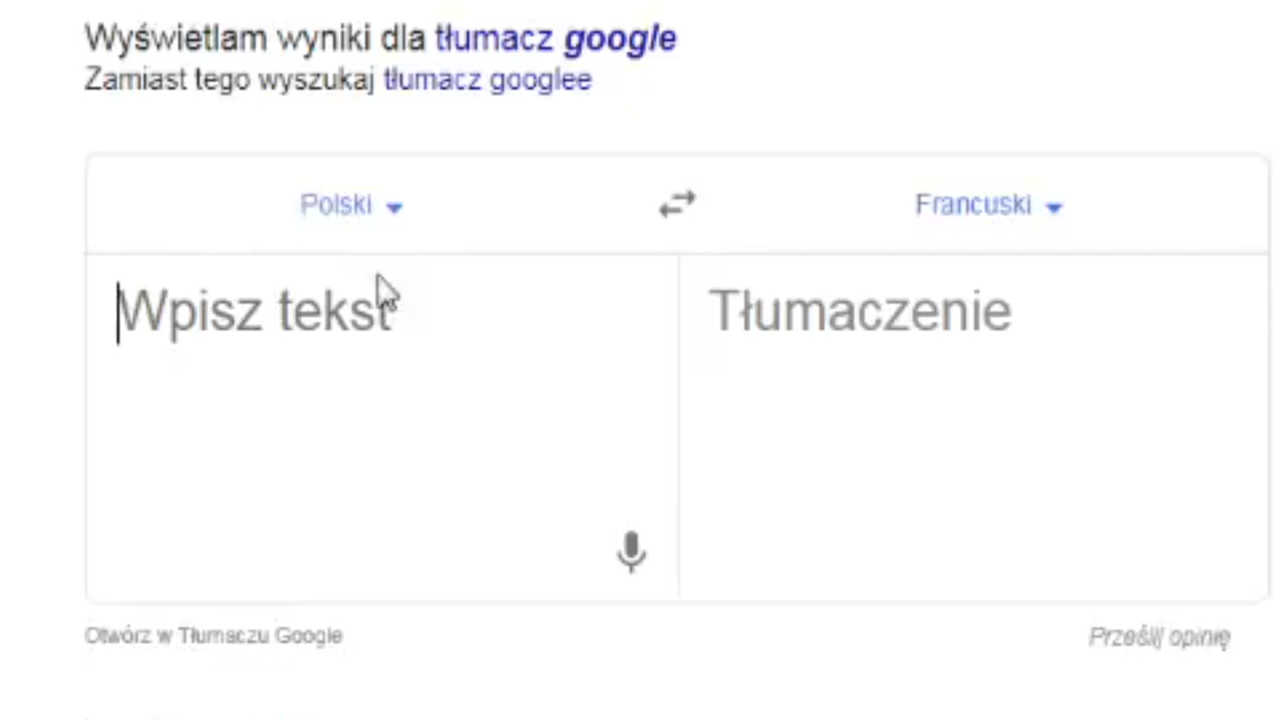 Wyświetlam wyniki dla tłumacz google
Zamiast tego wyszukaj tłumacz googlee
Polski
Francuski
Wpisz tekst
Tłumaczenie
Otwórz w Tłumaczu Google
Prześlij opinię